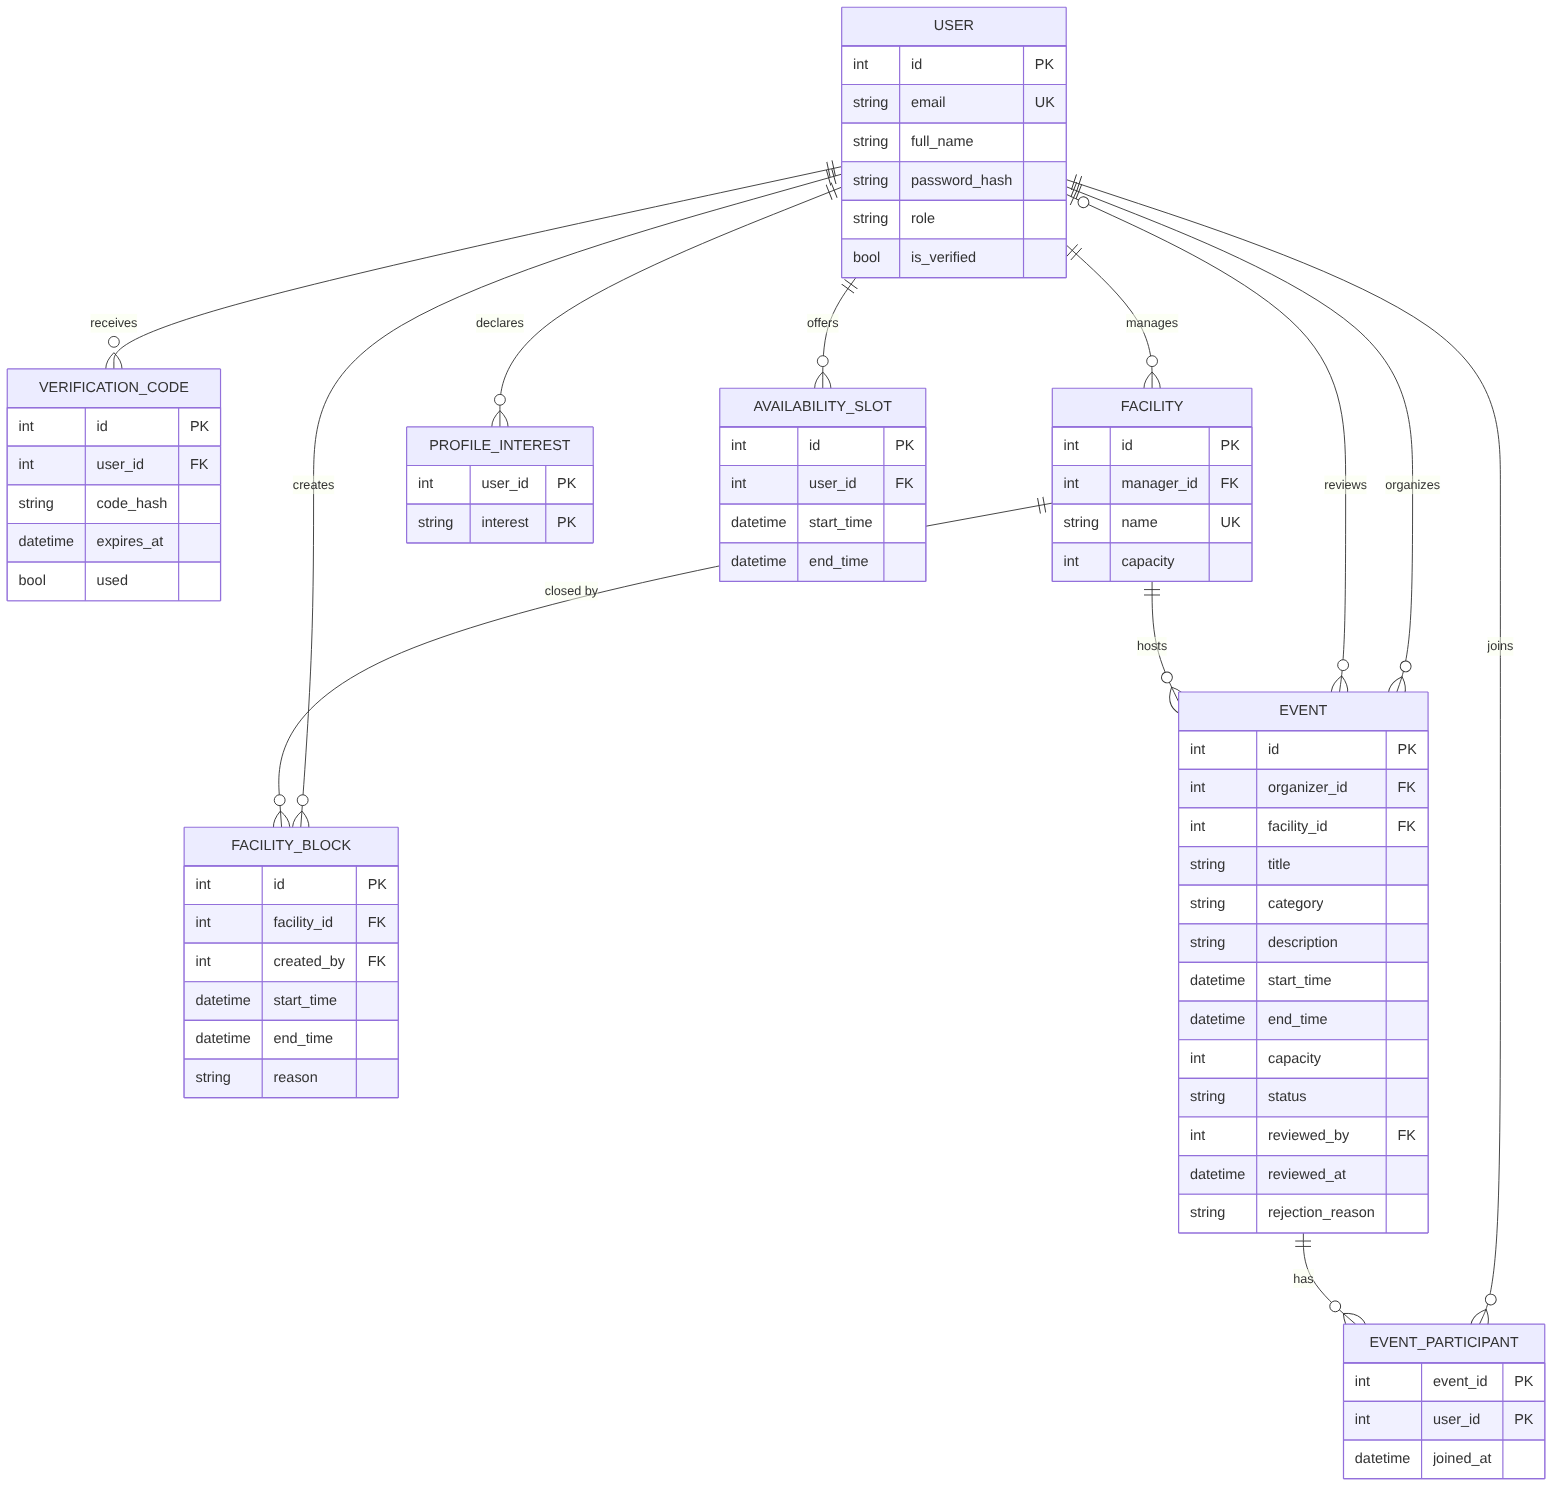 USER
int id PK
string email UK
string full_name
string password_hash
string role
bool is_verified
receives
declares
offers
manages
creates
reviews
organizes
VERIFICATION_CODE
int id PK
int user_id FK
string code_hash
datetime expires_at
bool used
PROFILE_INTEREST
int user_id PK
string interest PK
AVAILABILITY_SLOT
int id PK
int user_id FK
datetime start_time
datetime end_time
FACILITY
int id PK
int manager_id FK
string name UK
int capacity
closed by
hosts
joins
FACILITY_BLOCK
int id PK
int facility_id FK
int created_by FK
datetime start_time
datetime end_time
string reason
EVENT
int id PK
int organizer_id FK
int facility_id FK
string title
string category
string description
datetime start_time
datetime end_time
int capacity
string status
int reviewed_by FK
datetime reviewed_at
string rejection_reason
has
EVENT_PARTICIPANT
int event_id PK
int user_id PK
datetime joined_at